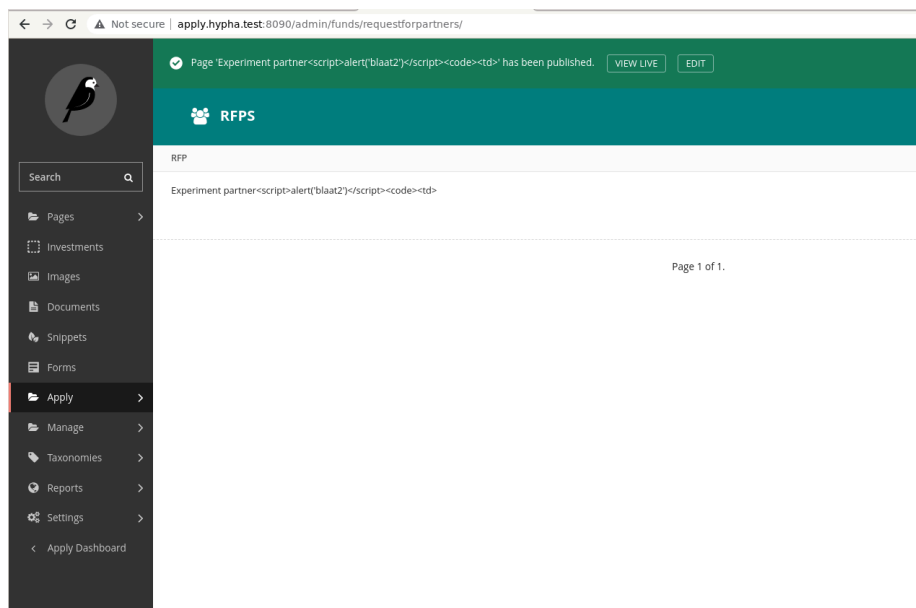 Not secure | apply.hypha.test:8090/admin/funds/requestforpartners/
Page 'Experiment partner<script>alert('blaat2')</script><code><td>' has been published. VIEW LIVE EDIT
RFPS
RFP
Experiment partner<script>alert('blaat2')</script><code><td>
Page 1 of 1.
Search
Pages
Investments
Images
Documents
Snippets
Forms
Apply
Manage
Taxonomies
Reports
Settings
Apply Dashboard